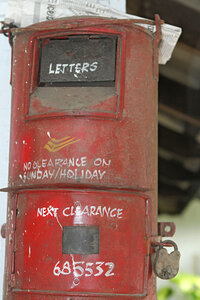 LETTERS
NO CLEARANCE ON
SUNDAY/HOLIDAY
NEXT CLEARANCE
685532